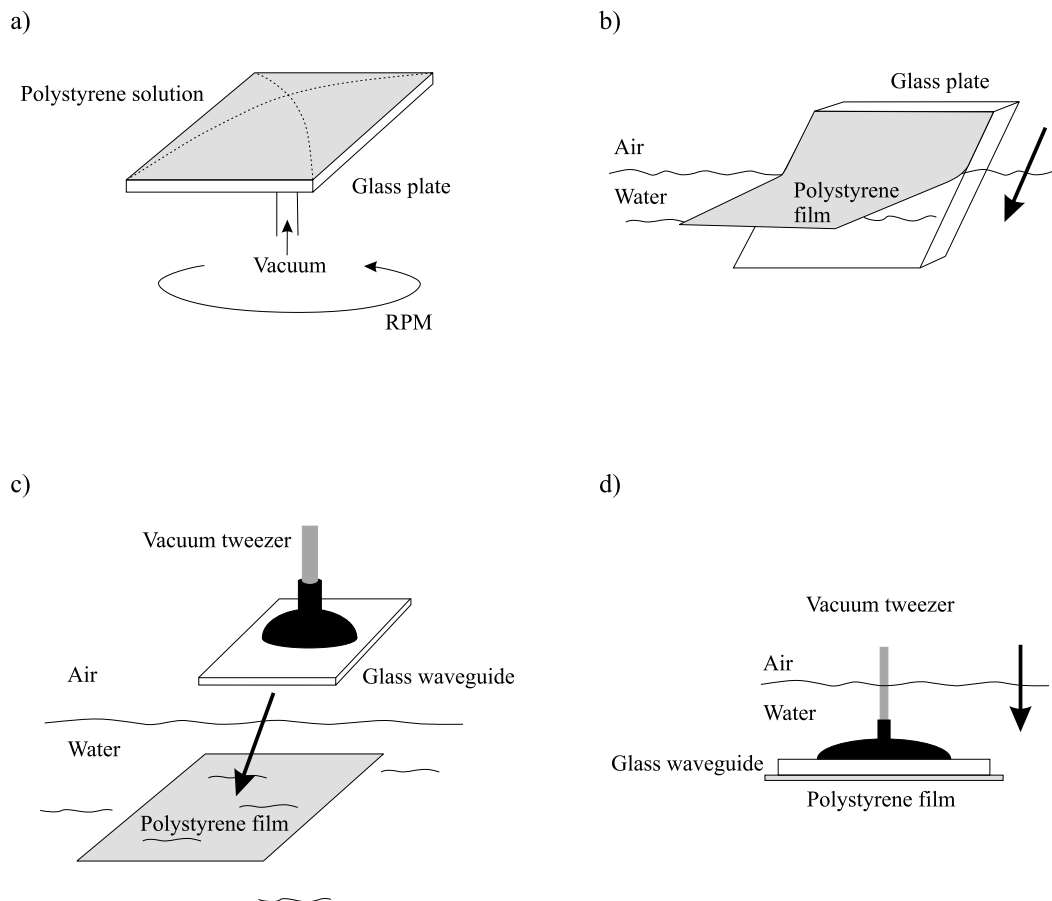 a)
Polystyrene solution
Glass plate
Vacuum
RPM
b)
Glass plate
Air
Water
Polystyrene
film
c)
Vacuum tweezer
Air
Glass waveguide
Water
Polystyrene film
d)
Vacuum tweezer
Air
Water
Glass waveguide
Polystyrene film